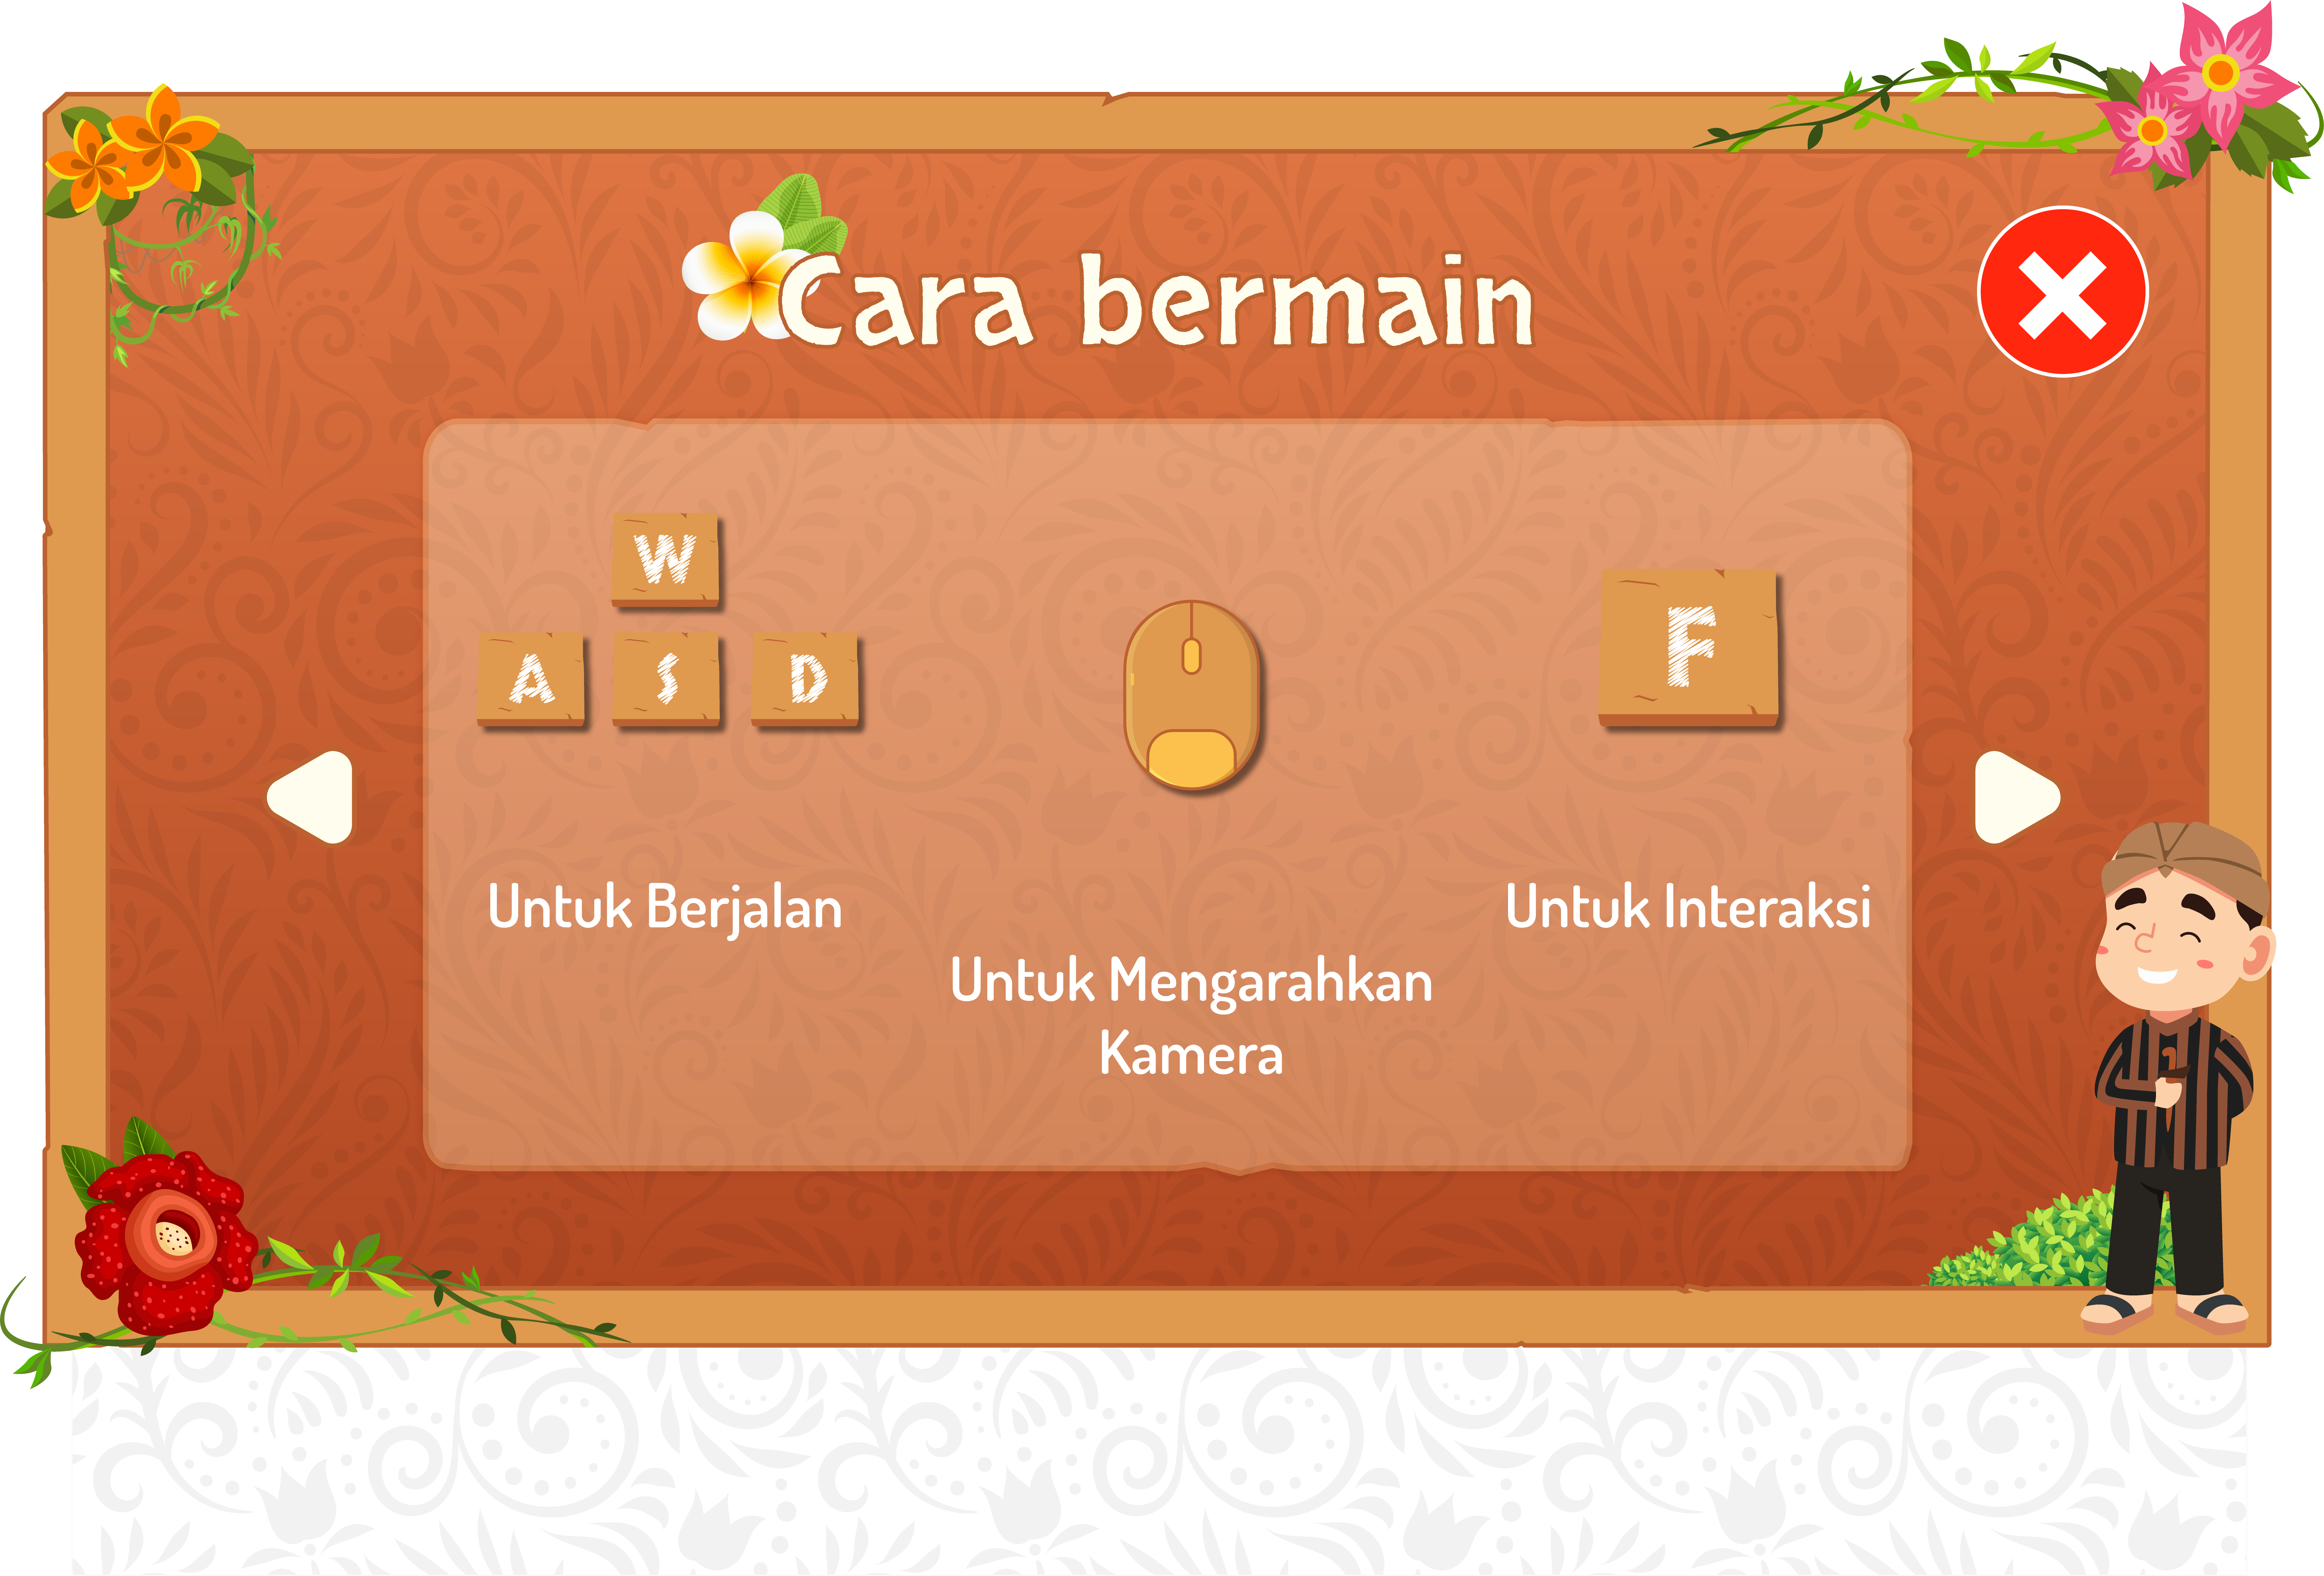 Cara bermain
W
A S D
F
Untuk Berjalan
Untuk Interaksi
Untuk Mengarahkan
Kamera